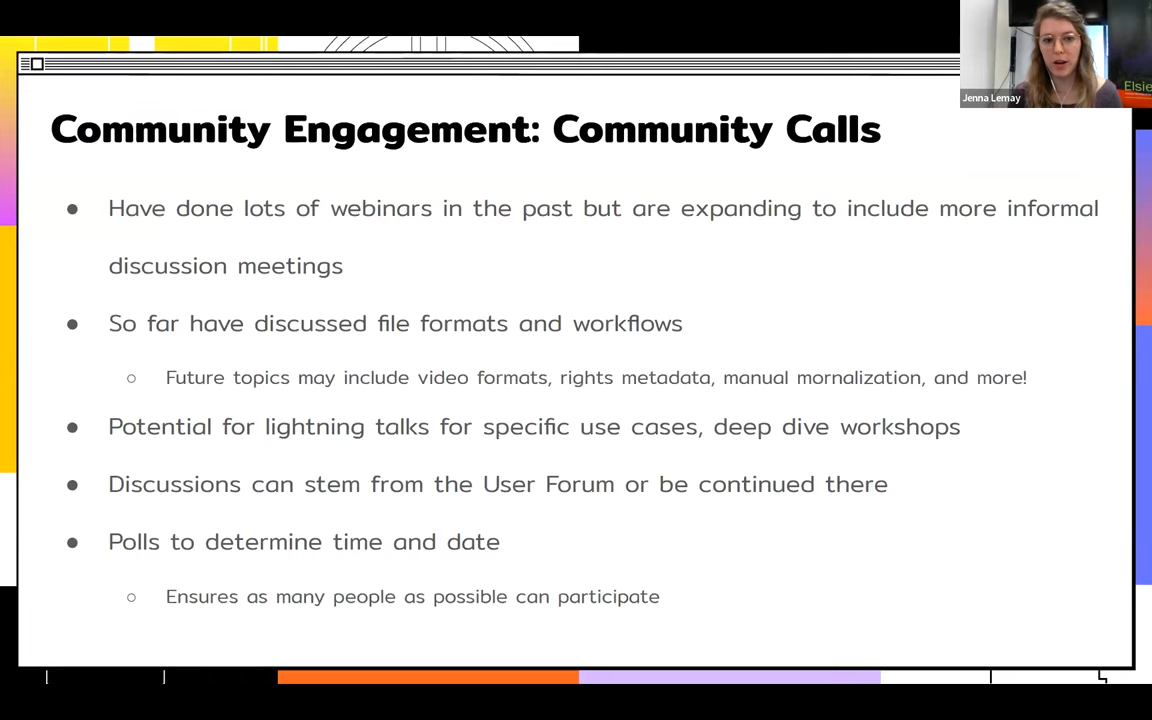 Elsie
Jenna Lemay
Community Engagement: Community Calls
● Have done lots of webinars in the past but are expanding to include more informal
discussion meetings
● So far have discussed file formats and workflows
○ Future topics may include video formats, rights metadata, manual mornalization, and more!
● Potential for lightning talks for specific use cases, deep dive workshops
● Discussions can stem from the User Forum or be continued there
● Polls to determine time and date
○ Ensures as many people as possible can participate